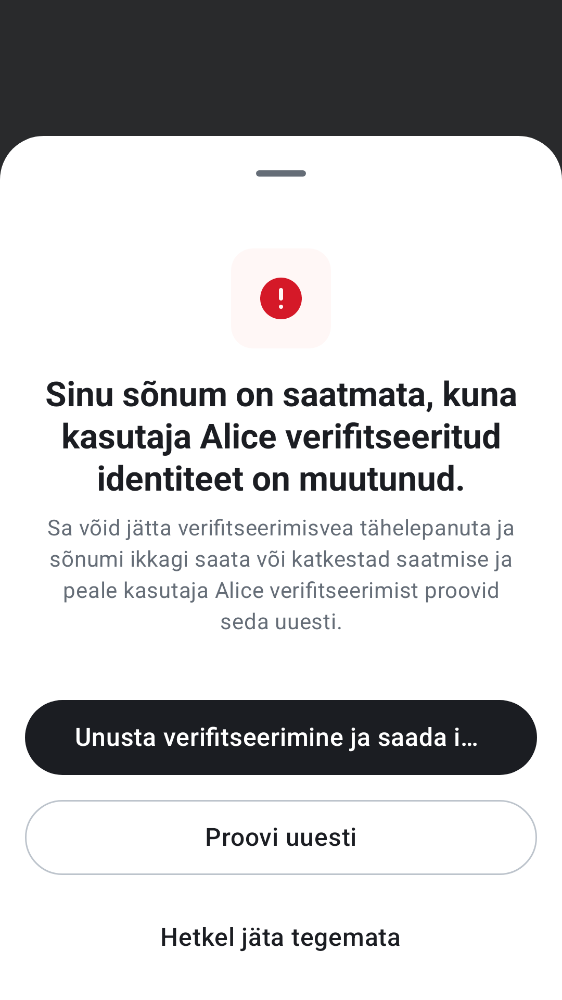 Sinu sõnum on saatmata, kuna
kasutaja Alice verifitseeritud
identiteet on muutunud.
Sa võid jätta verifitseerimisvea tähelepanuta ja
sõnumi ikkagi saata või katkestad saatmise ja
peale kasutaja Alice verifitseerimist proovid
seda uuesti.
Unusta verifitseerimine ja saada i…
Proovi uuesti
Hetkel jäta tegemata